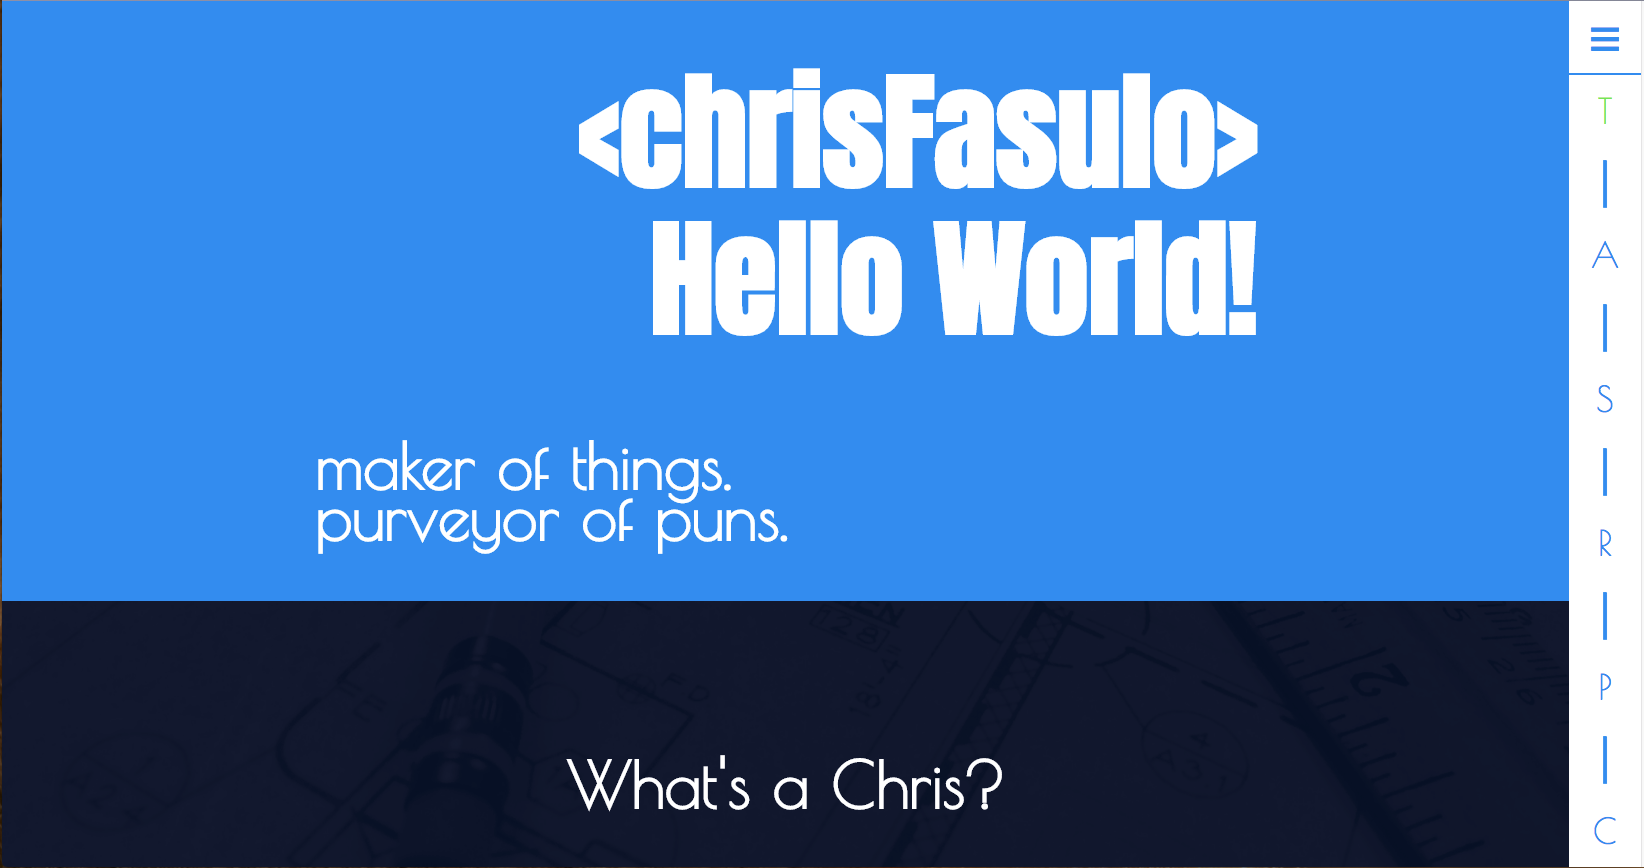 <chrisFasulo>
Hello World!
maker of things.
purveyor of puns.
What's a Chris?
T
A
S
R
P
C